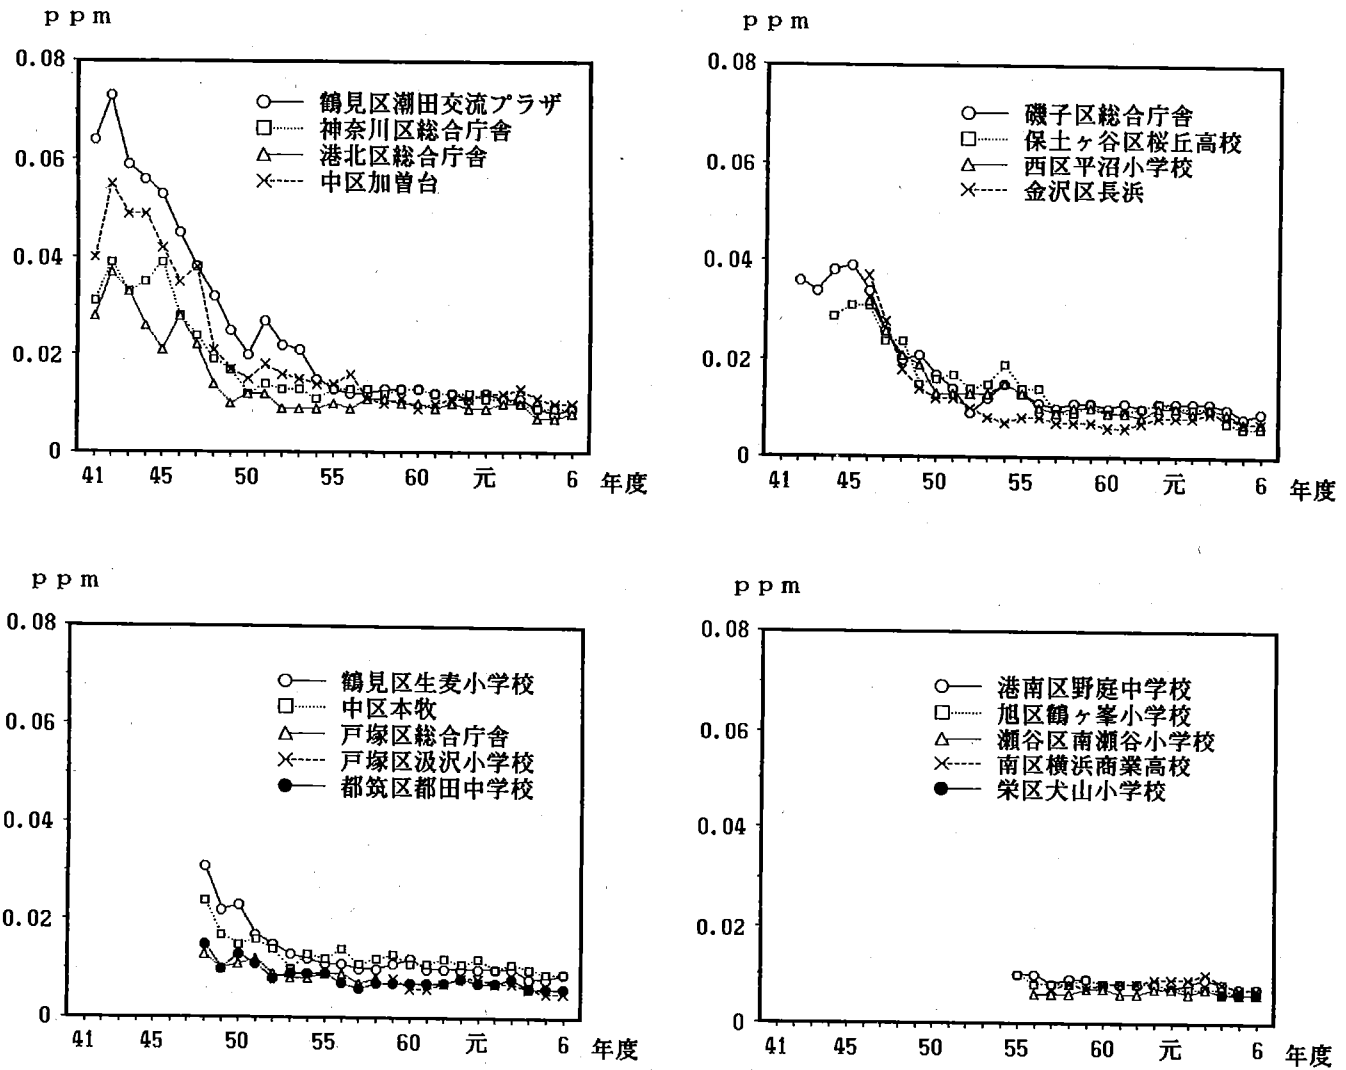 ppm
0.08
0.06
0.04
0.02
0
鶴見区潮田交流プラザ
神奈川区総合庁舎
港北区総合庁舎
中区加曽台
41 45 50 55 60 元 6 年度
ppm
0.08
0.06
0.04
0.02
0
磯子区総合庁舎
保土ヶ谷区桜丘高校
西区平沼小学校
金沢区長浜
41 45 50 55 60 元 6 年度
ppm
0.08
0.06
0.04
0.02
0
鶴見区生麦小学校
中区本牧
戸塚区総合庁舎
戸塚区汲沢小学校
都筑区都田中学校
41 45 50 55 60 元 6 年度
ppm
0.08
0.06
0.04
0.02
0
港南区野庭中学校
旭区鶴ヶ峯小学校
瀬谷区南瀬谷小学校
南区横浜商業高校
栄区犬山小学校
41 45 50 55 60 元 6 年度